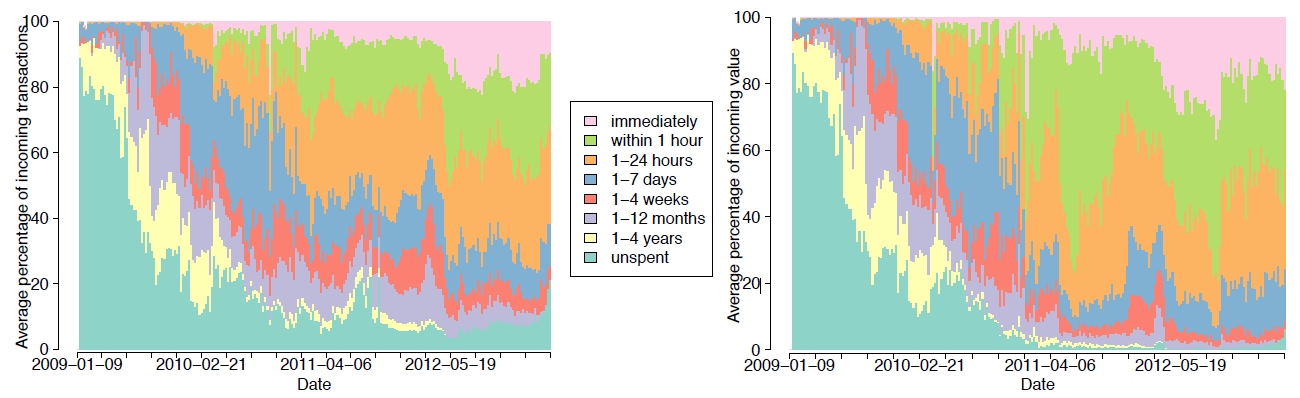 Average percentage of incoming transactions
100
80
60
40
20
0
2009−01−09 2010−02−21 2011−04−06 2012−05−19
Date
immediately
within 1 hour
1−24 hours
1−7 days
1−4 weeks
1−12 months
1−4 years
unspent
Average percentage of incoming value
100
80
60
40
20
0
2009−01−09 2010−02−21 2011−04−06 2012−05−19
Date